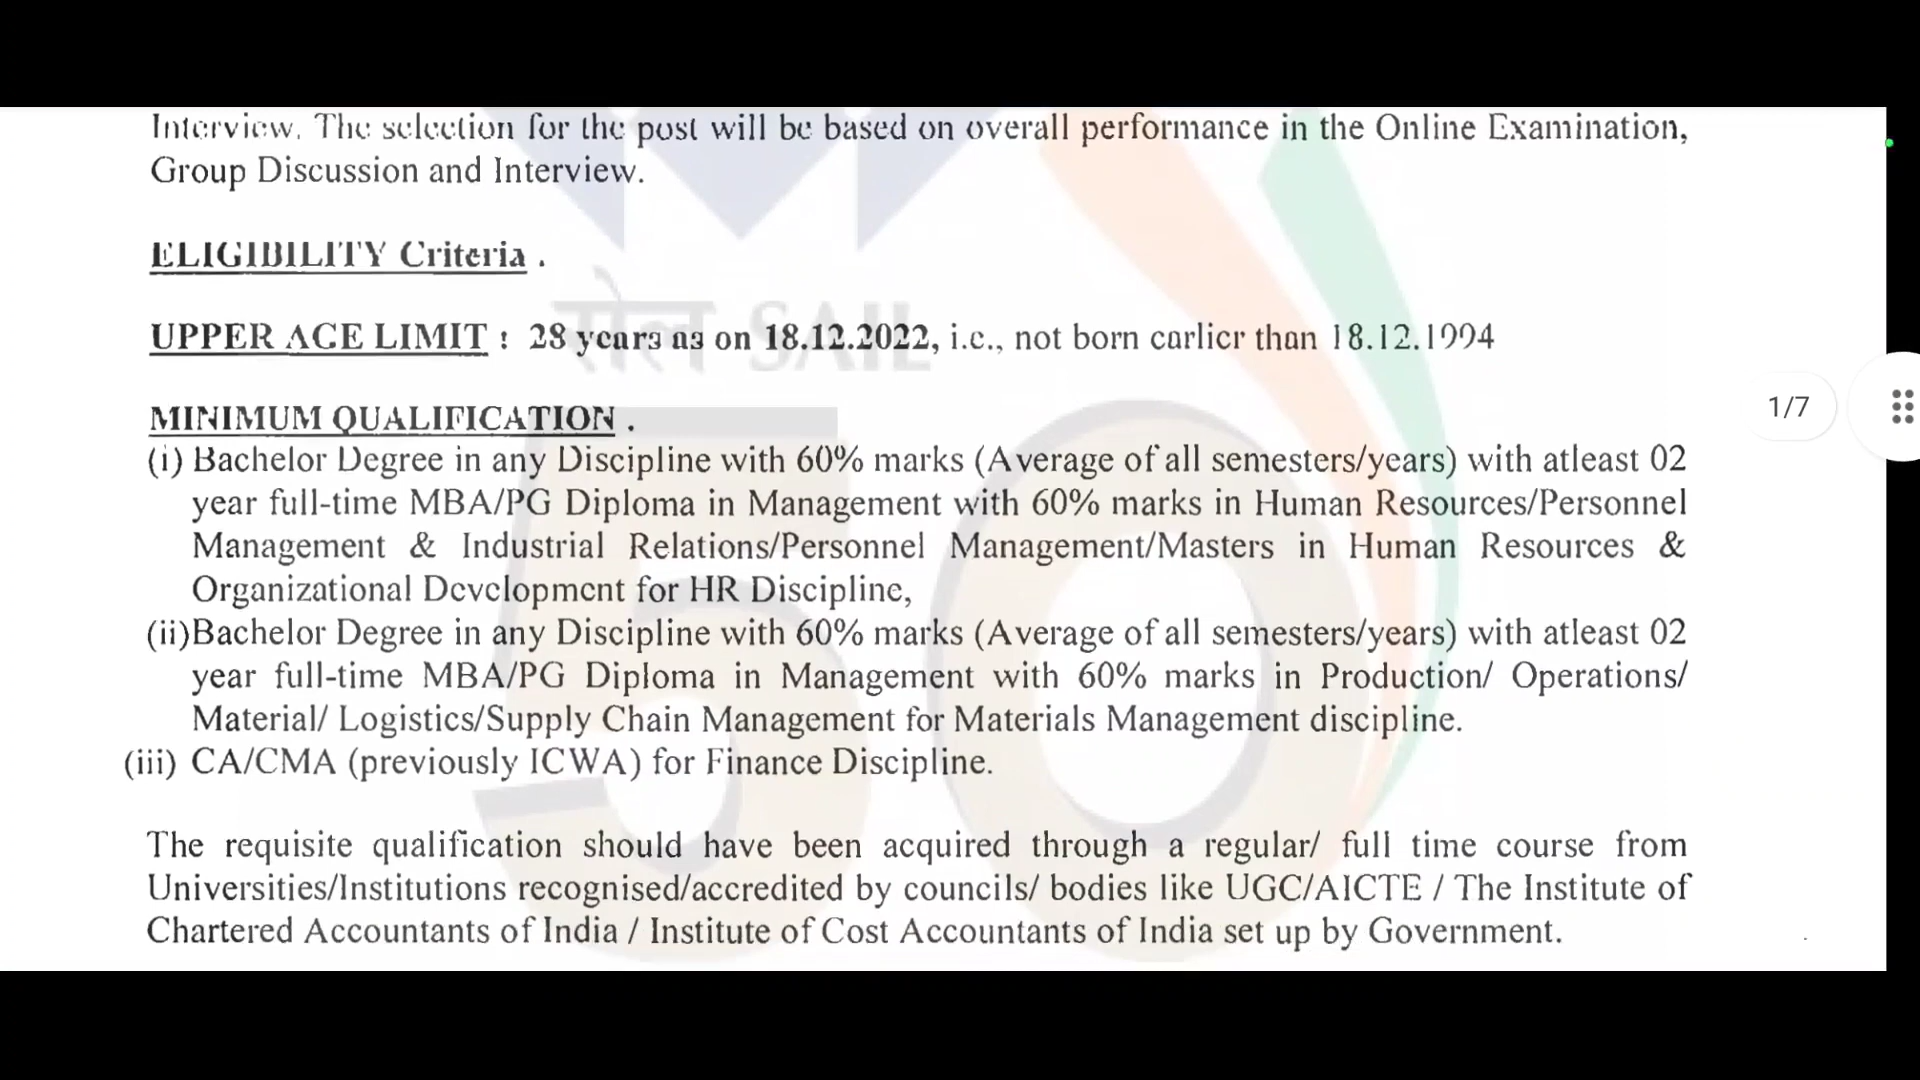 Interview. The selection for the post will be based on overall performance in the Online Examination,
Group Discussion and Interview.
ELIGIBILITY Criteria .
सेल SAIL
UPPER AGE LIMIT : 28 years as on 18.12.2022, i.e., not born earlier than 18.12.1994
1/7
MINIMUM QUALIFICATION .
(i) Bachelor Degree in any Discipline with 60% marks (Average of all semesters/years) with atleast 02
year full-time MBA/PG Diploma in Management with 60% marks in Human Resources/Personnel
Management & Industrial Relations/Personnel Management/Masters in Human Resources &
Organizational Development for HR Discipline,
(ii)Bachelor Degree in any Discipline with 60% marks (Average of all semesters/years) with atleast 02
year full-time MBA/PG Diploma in Management with 60% marks in Production/ Operations/
Material/ Logistics/Supply Chain Management for Materials Management discipline.
(iii) CA/CMA (previously ICWA) for Finance Discipline.
50
The requisite qualification should have been acquired through a regular/ full time course from
Universities/Institutions recognised/accredited by councils/ bodies like UGC/AICTE / The Institute of
Chartered Accountants of India / Institute of Cost Accountants of India set up by Government.